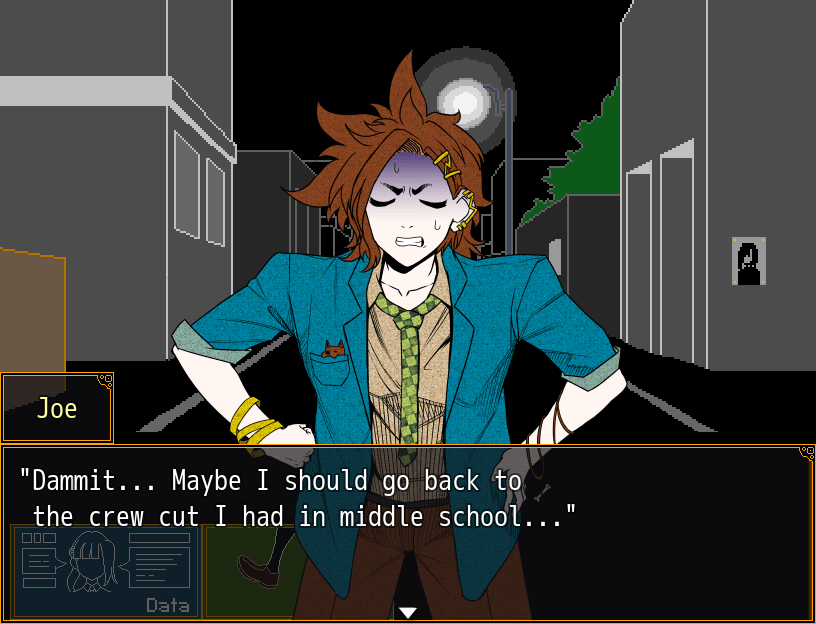 Joe
"Dammit... Maybe I should go back to
the crew cut I had in middle school..."
Data